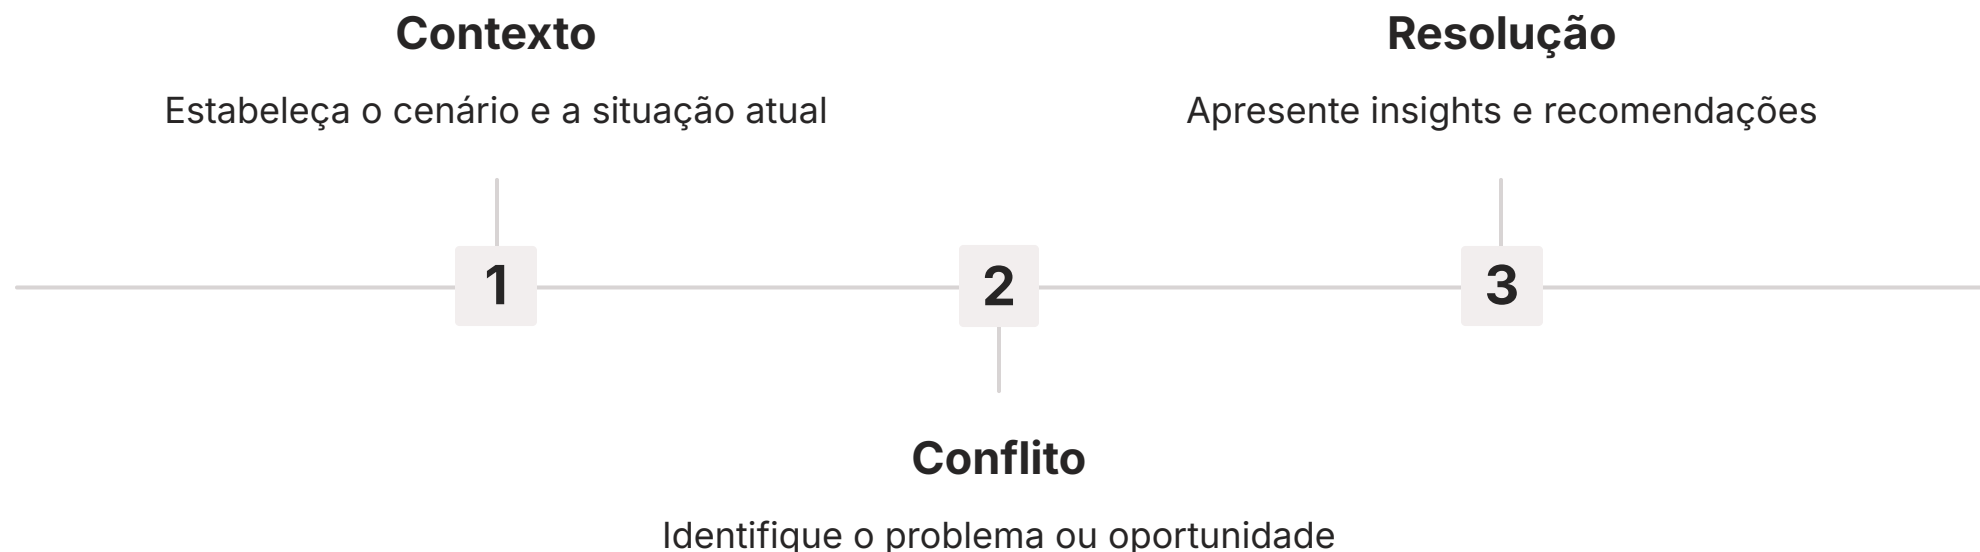 Contexto
Estabeleça o cenário e a situação atual
1
2
Conflito
Identifique o problema ou oportunidade
Resolução
Apresente insights e recomendações
3